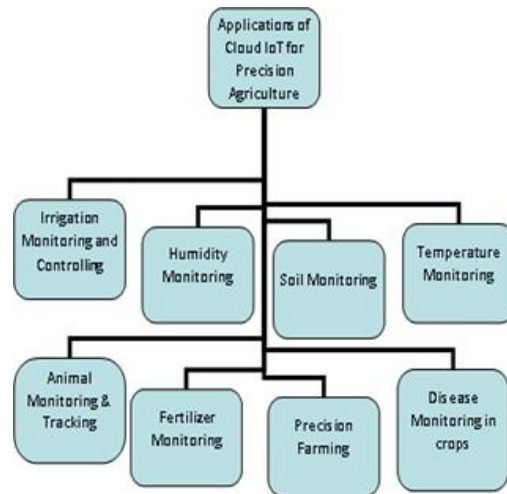 Applications of
Cloud IoT for
Precision
Agriculture
Irrigation
Monitoring and
Controlling
Humidity
Monitoring
Soil Monitoring
Temperature
Monitoring
Animal
Monitoring &
Tracking
Fertilizer
Monitoring
Precision
Farming
Disease
Monitoring in
crops